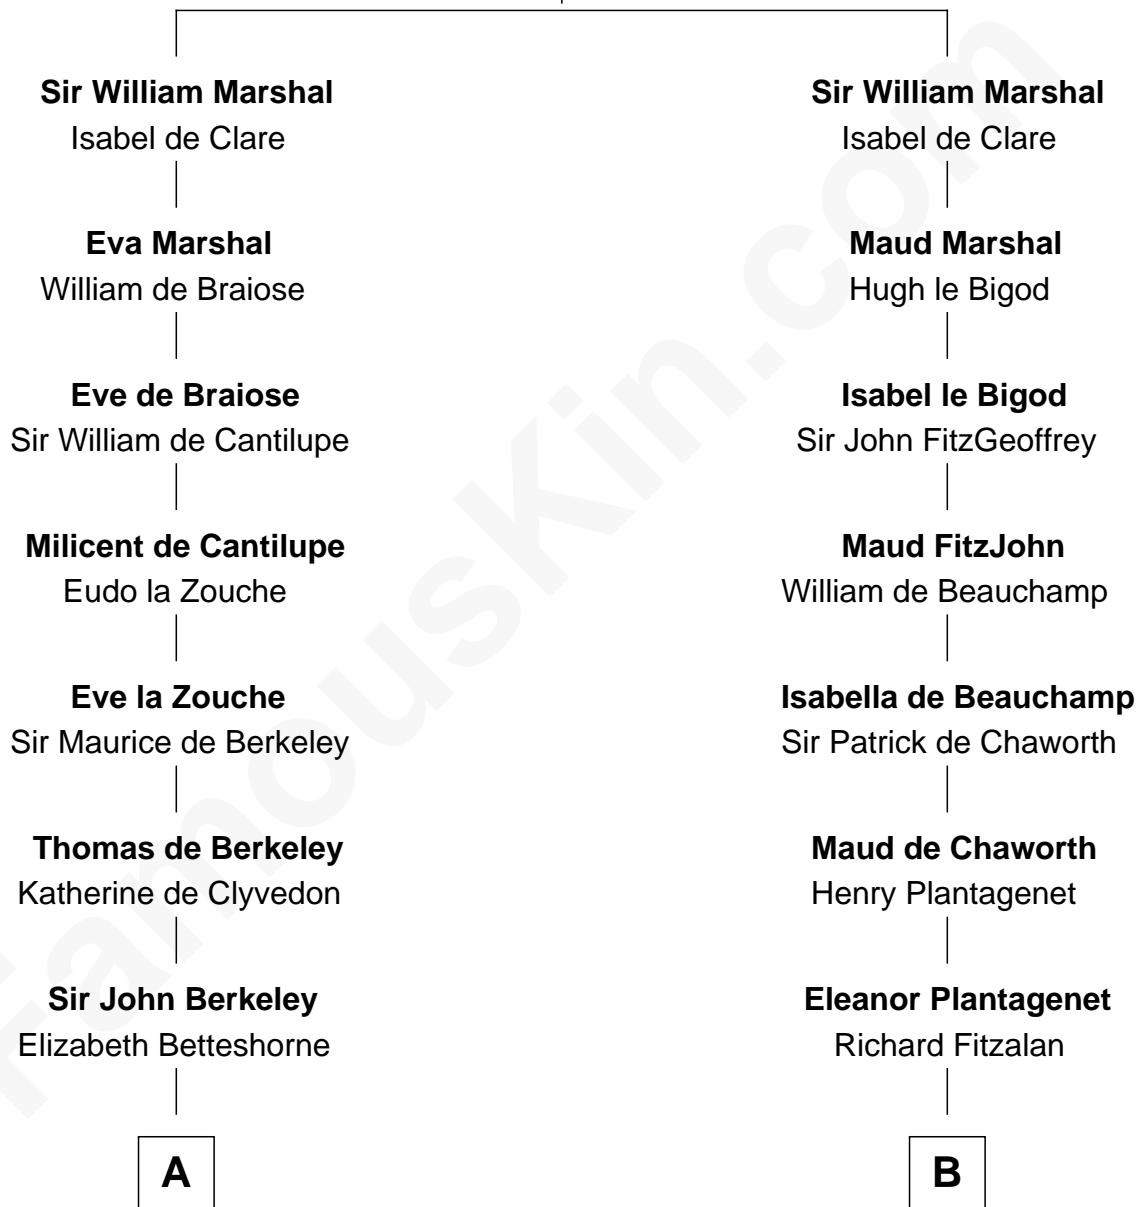 Sir William Marshal
Isabel de Clare
Eva Marshal
William de Braiose
Eve de Braiose
Sir William de Cantilupe
Milicent de Cantilupe
Eudo la Zouche
Eve la Zouche
Sir Maurice de Berkeley
Thomas de Berkeley
Katherine de Clyvedon
Sir John Berkeley
Elizabeth Betteshorne
A
Sir William Marshal
Isabel de Clare
Maud Marshal
Hugh le Bigod
Isabel le Bigod
Sir John FitzGeoffrey
Maud FitzJohn
William de Beauchamp
Isabella de Beauchamp
Sir Patrick de Chaworth
Maud de Chaworth
Henry Plantagenet
Eleanor Plantagenet
Richard Fitzalan
B
FamousKin.com